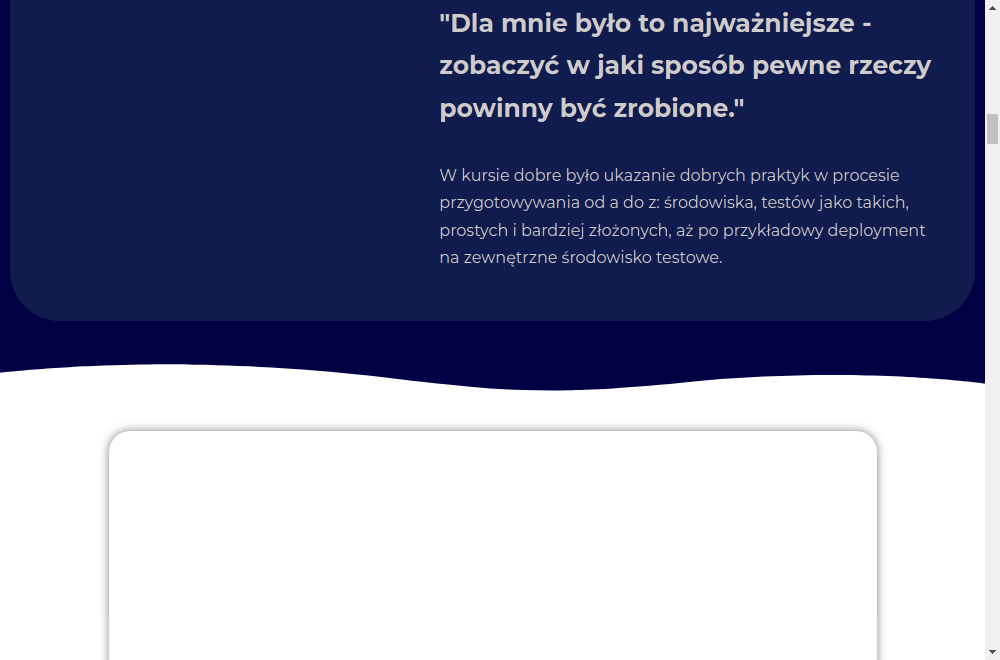 "Dla mnie było to najważniejsze -
zobaczyć w jaki sposób pewne rzeczy
powinny być zrobione."
W kursie dobre było ukazanie dobrych praktyk w procesie
przygotowywania od a do z: środowiska, testów jako takich,
prostych i bardziej złożonych, aż po przykładowy deployment
na zewnętrzne środowisko testowe.